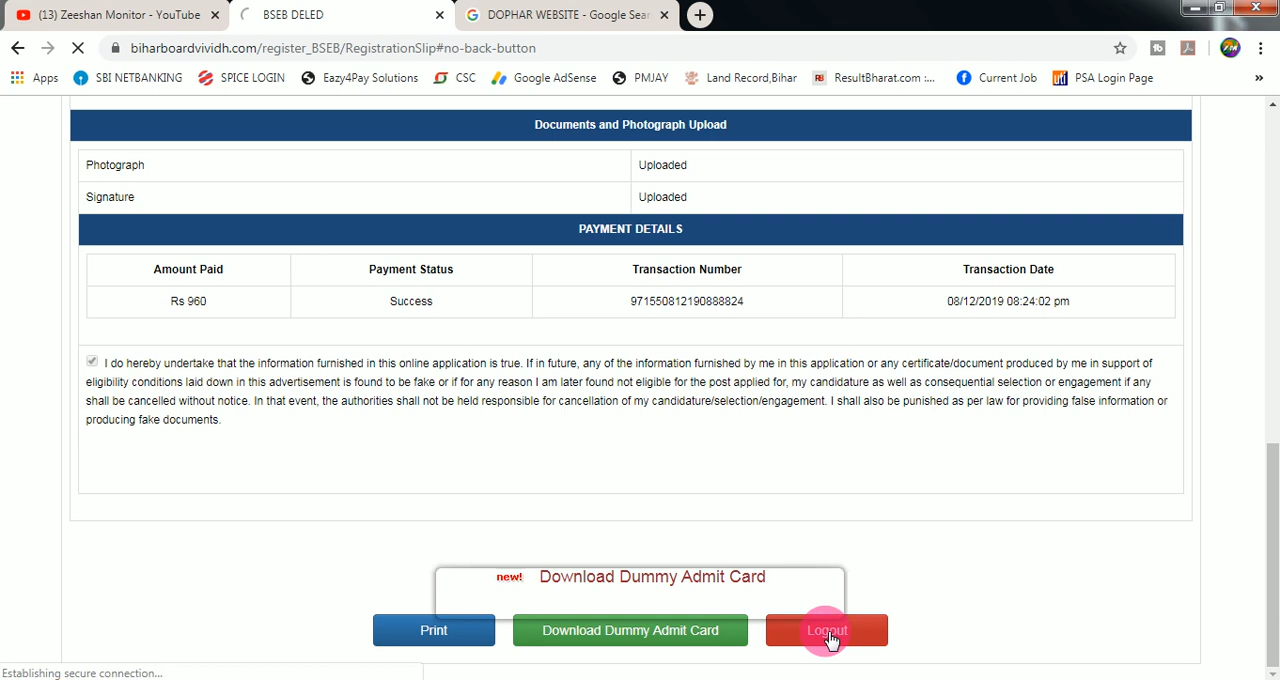 (13) Zeeshan Monitor - YouTube
BSEB DELED
DOPHAR WEBSITE - Google Sear
biharboardvividh.com/register_BSEB/RegistrationSlip#no-back-button
Apps SBI NETBANKING SPICE LOGIN Eazy4Pay Solutions CSC Google AdSense PMJAY Land Record,Bihar RB ResultBharat.com :... Current Job uti PSA Login Page »
Documents and Photograph Upload
Photograph Uploaded
Signature Uploaded
PAYMENT DETAILS
Amount Paid Payment Status Transaction Number Transaction Date
Rs 960 Success 971550812190888824 08/12/2019 08:24:02 pm
I do hereby undertake that the information furnished in this online application is true. If in future, any of the information furnished by me in this application or any certificate/document produced by me in support of
eligibility conditions laid down in this advertisement is found to be fake or if for any reason I am later found not eligible for the post applied for, my candidature as well as consequential selection or engagement if any
shall be cancelled without notice. In that event, the authorities shall not be held responsible for cancellation of my candidature/selection/engagement. I shall also be punished as per law for providing false information or
producing fake documents.
new! Download Dummy Admit Card
Print Download Dummy Admit Card Logout
Establishing secure connection...